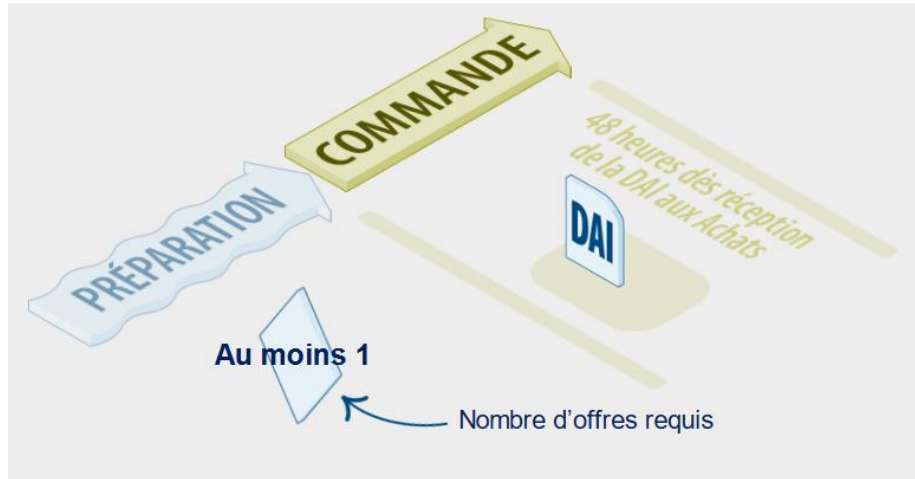 COMMANDE
48 heures dès réception
de la DAI aux Achats
DAI
PRÉPARATION
Au moins 1
Nombre d'offres requis